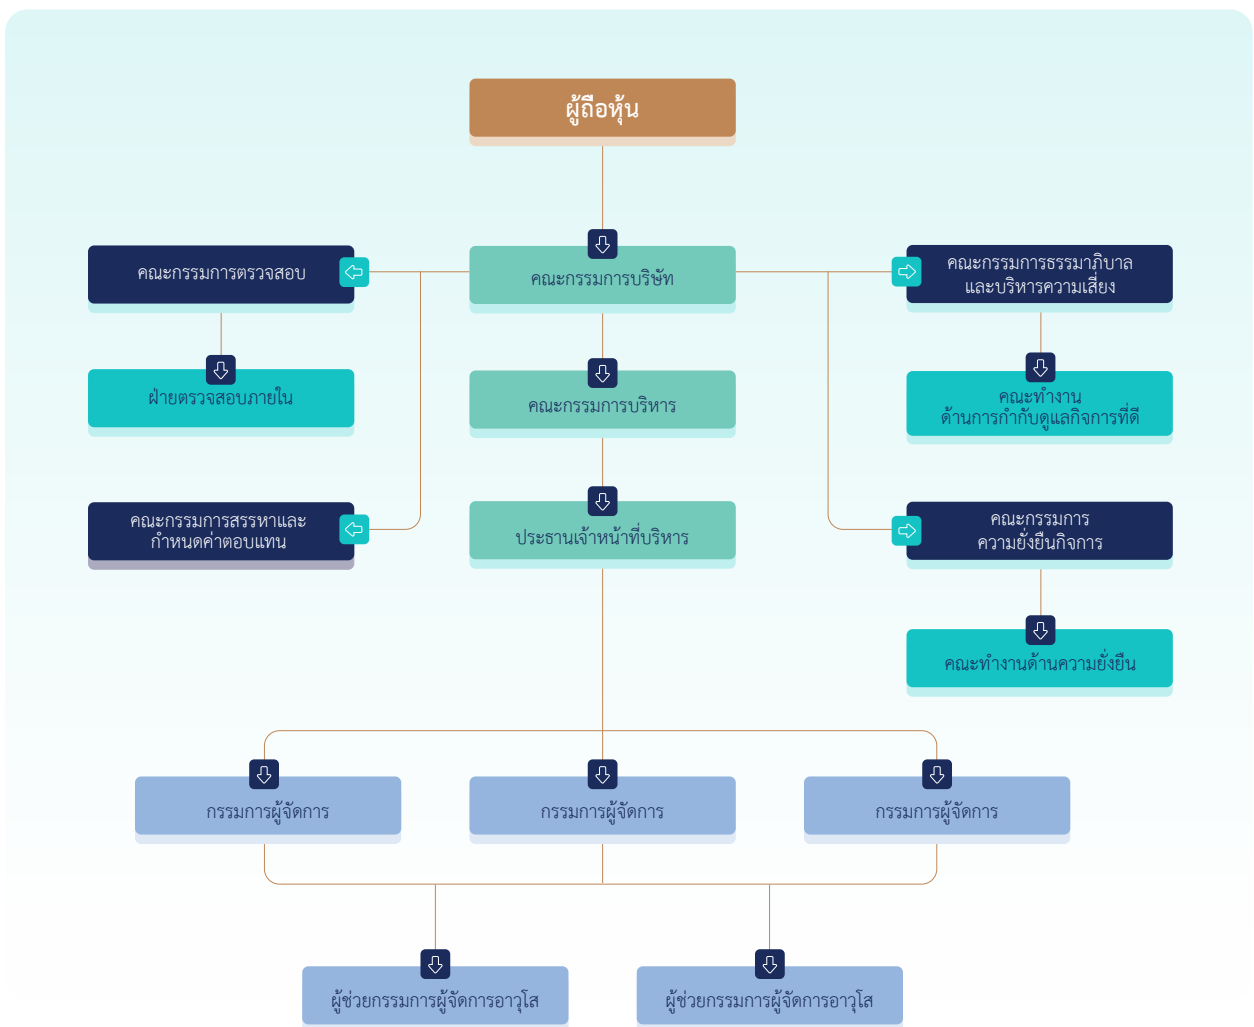 ผู้ถือหุ้น
คณะกรรมการตรวจสอบ
คณะกรรมการบริษัท
คณะกรรมการธรรมาภิบาล
และบริหารความเสี่ยง
ฝ่ายตรวจสอบภายใน
คณะกรรมการบริหาร
คณะทำงาน
ด้านการกำกับดูแลกิจการที่ดี
คณะกรรมการสรรหาและ
กำหนดค่าตอบแทน
ประธานเจ้าหน้าที่บริหาร
คณะกรรมการ
ความยั่งยืนกิจการ
คณะทำงานด้านความยั่งยืน
กรรมการผู้จัดการ
กรรมการผู้จัดการ
กรรมการผู้จัดการ
ผู้ช่วยกรรมการผู้จัดการอาวุโส
ผู้ช่วยกรรมการผู้จัดการอาวุโส